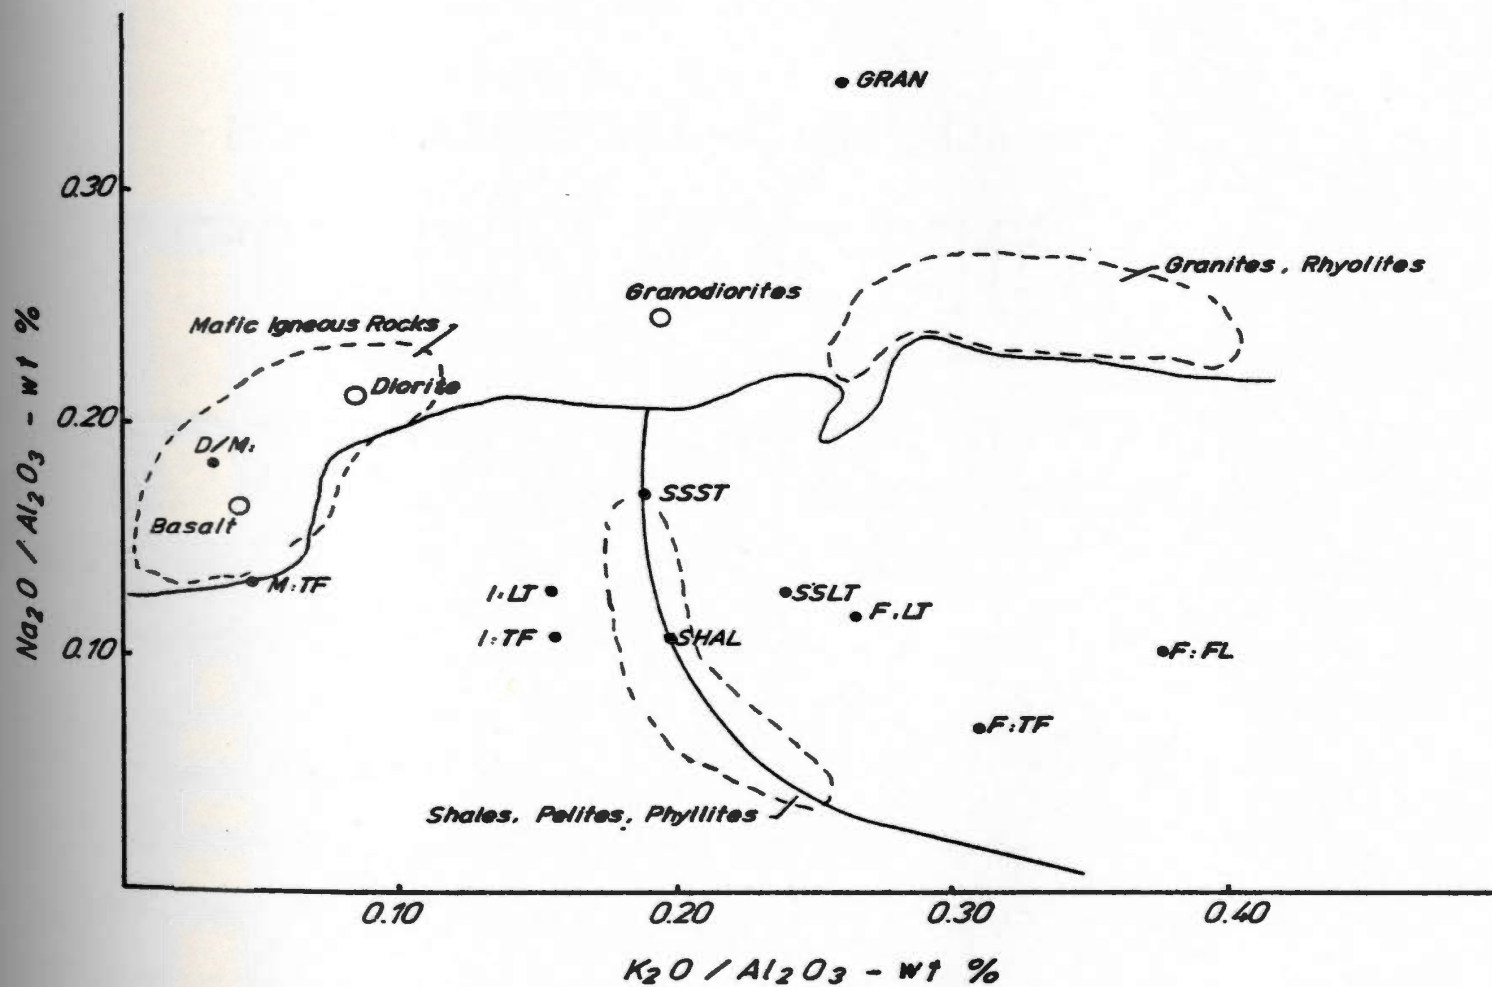 GRAN
0.30
Granites, Rhyolites
Granodiorites
Mafic Igneous Rocks
Diorite
0.20
D/M:
SSST
Basalt
M:TF
I:LT
SSLT
F:LT
I:TF
SHAL
0.10
F:FL
F:TF
Shales, Pelites, Phyllites
0.10
0.20
0.30
0.40
K2O / Al2O3 - wt %
Na2O / Al2O3 - wt %